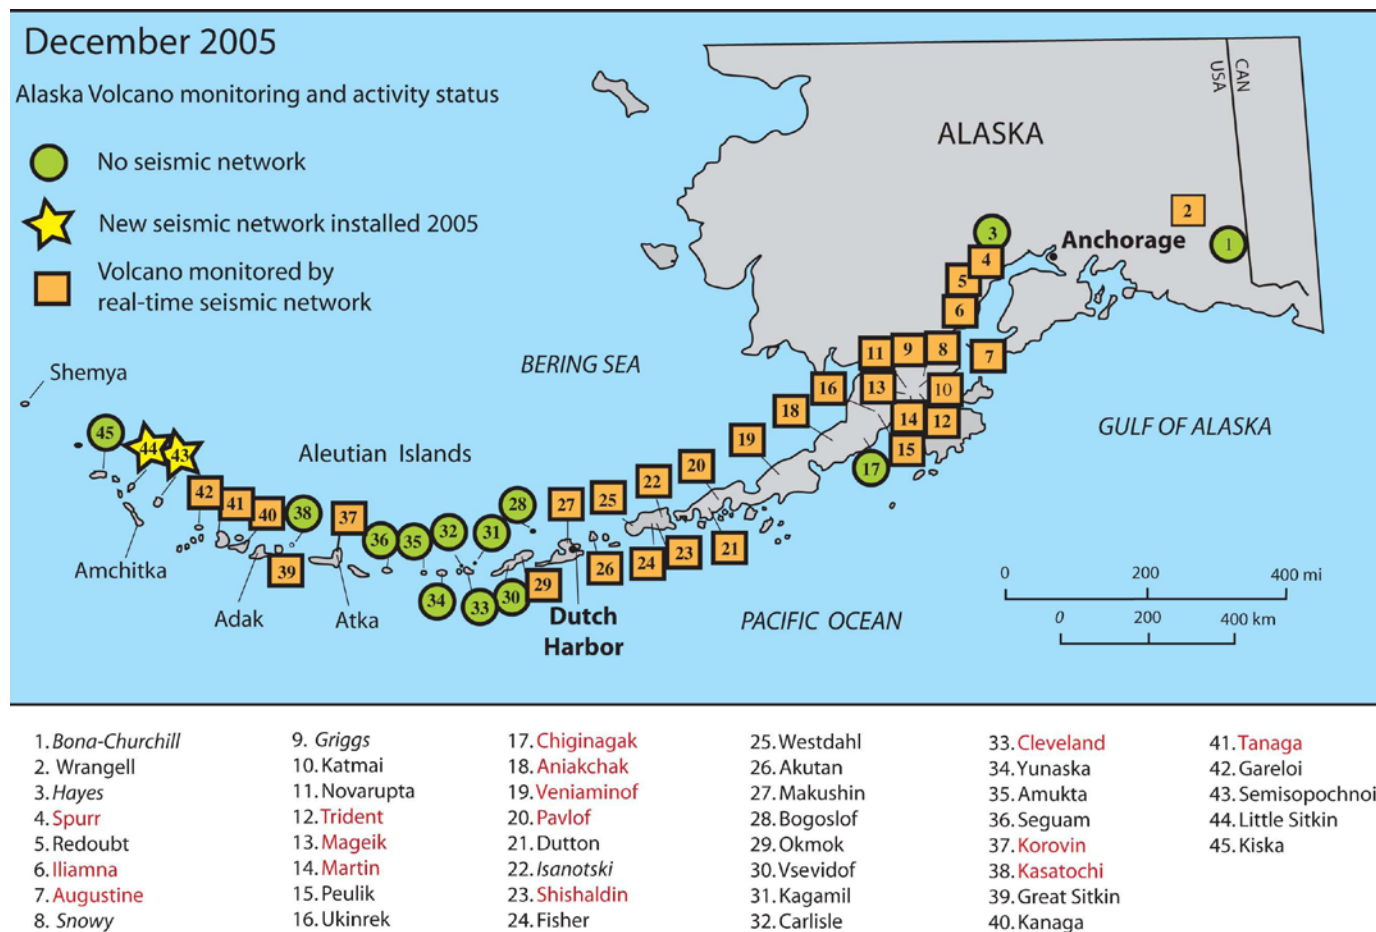 December 2005
Alaska Volcano monitoring and activity status
No seismic network
New seismic network installed 2005
Volcano monitored by
real-time seismic network
ALASKA
CAN
USA
2
1
3
Anchorage
4
5
6
11
9
8
7
BERING SEA
16
13
10
18
14
12
GULF OF ALASKA
19
15
17
Shemya
45
44
43
Aleutian Islands
20
22
42
41
40
38
37
28
27
25
36
35
32
31
21
23
24
26
39
29
30
34
33
Amchitka
Adak
Atka
Dutch
Harbor
PACIFIC OCEAN
0 200 400 mi
0 200 400 km
1. Bona-Churchill
2. Wrangell
3. Hayes
4. Spurr
5. Redoubt
6. Iliamna
7. Augustine
8. Snowy
9. Griggs
10. Katmai
11. Novarupta
12. Trident
13. Mageik
14. Martin
15. Peulik
16. Ukinrek
17. Chiginagak
18. Aniakchak
19. Veniaminof
20. Pavlof
21. Dutton
22. Isanotski
23. Shishaldin
24. Fisher
25. Westdahl
26. Akutan
27. Makushin
28. Bogoslof
29. Okmok
30. Vsevidof
31. Kagamil
32. Carlisle
33. Cleveland
34. Yunaska
35. Amukta
36. Seguam
37. Korovin
38. Kasatochi
39. Great Sitkin
40. Kanaga
41. Tanaga
42. Gareloi
43. Semisopochnoi
44. Little Sitkin
45. Kiska